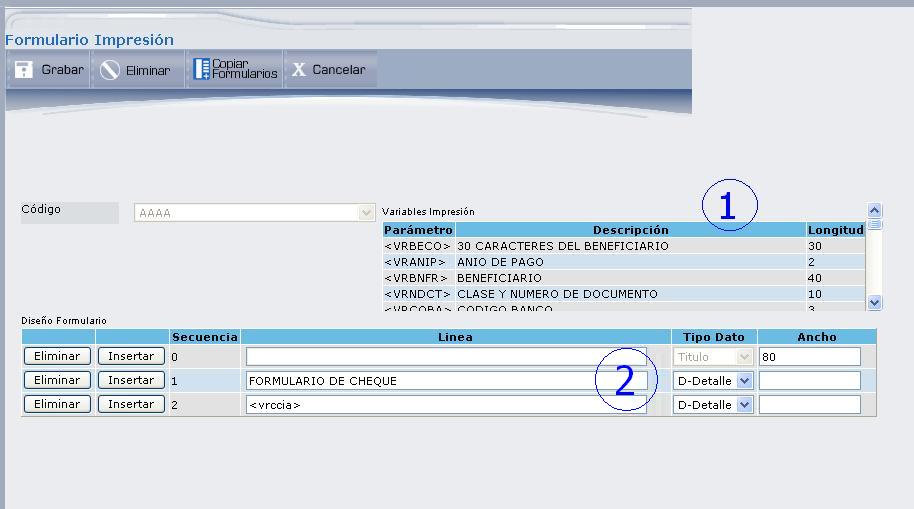 Formulario Impresión
Grabar Eliminar Copiar Formularios X Cancelar
1
Código AAAA Variables Impresión
Parámetro Descripción Longitud
<VRBECO> 30 CARACTERES DEL BENEFICIARIO 30
<VRANIP> ANIO DE PAGO 2
<VRBNFR> BENEFICIARIO 40
<VRNDCT> CLASE Y NUMERO DE DOCUMENTO 10
<VRCOBA> CODIGO BANCO 3
Diseño Formulario
Secuencia Linea Tipo Dato Ancho
Eliminar Insertar 0 Titulo 80
Eliminar Insertar 1 FORMULARIO DE CHEQUE 2 D-Detalle
Eliminar Insertar 2 <vrccia> D-Detalle